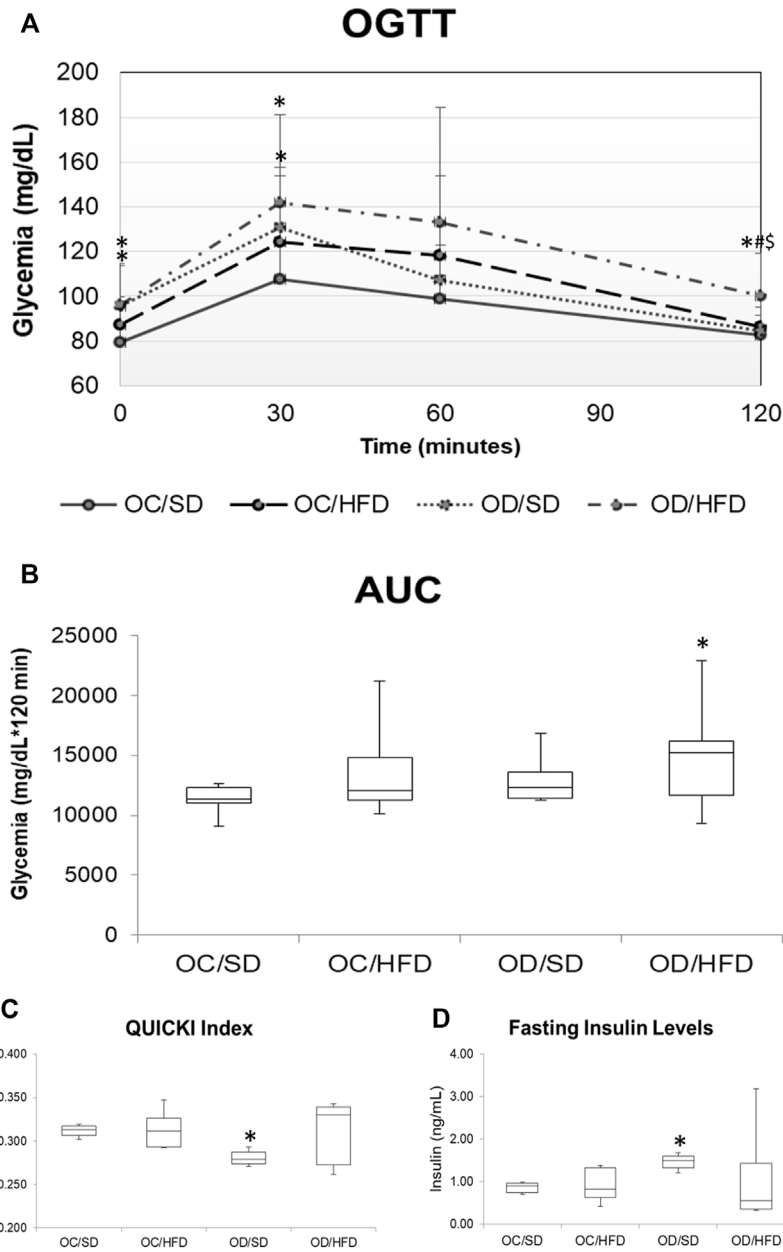 A
OGTT
Glycemia (mg/dL)
200
180
160
140
120
100
80
60
*
*
*
*
*#$
0 30 60 90 120
Time (minutes)
OC/SD OC/HFD OD/SD OD/HFD
B
AUC
Glycemia (mg/dL*120 min)
25000
20000
15000
10000
5000
0
*
OC/SD OC/HFD OD/SD OD/HFD
C
QUICKI Index
0.400
0.350
0.300
0.250
0.200
*
OC/SD OC/HFD OD/SD OD/HFD
D
Fasting Insulin Levels
Insulin (ng/mL)
4.00
3.00
2.00
1.00
0.00
*
OC/SD OC/HFD OD/SD OD/HFD